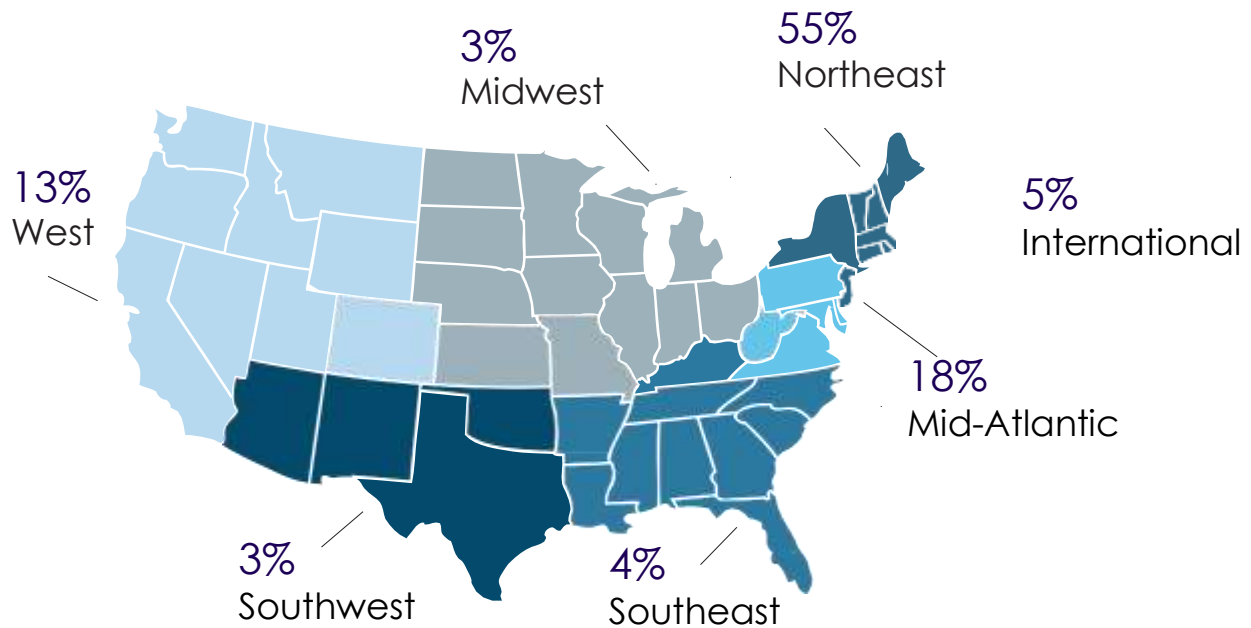 55%
Northeast
3%
Midwest
13%
West
5%
International
18%
Mid-Atlantic
3%
Southwest
4%
Southeast